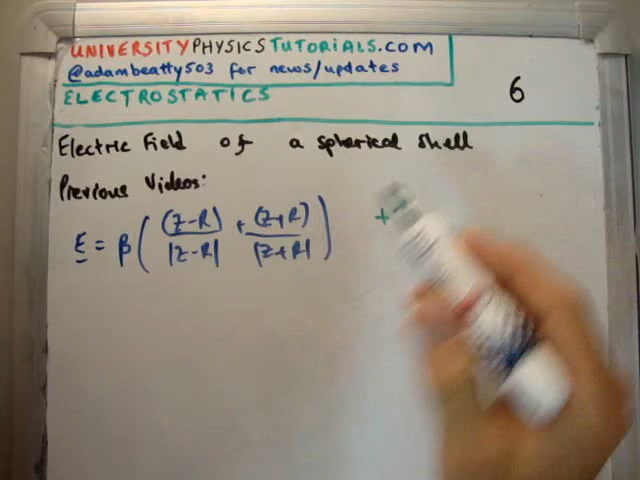 UNIVERSITYPHYSICSTUTORIALS.COM
@adambeatty503 for news/updates
ELECTROSTATICS
6
Electric Field of a spherical shell
Previous Videos:
E = β( (z-R)/|z-R| + (z+R)/|z+R| )
+-